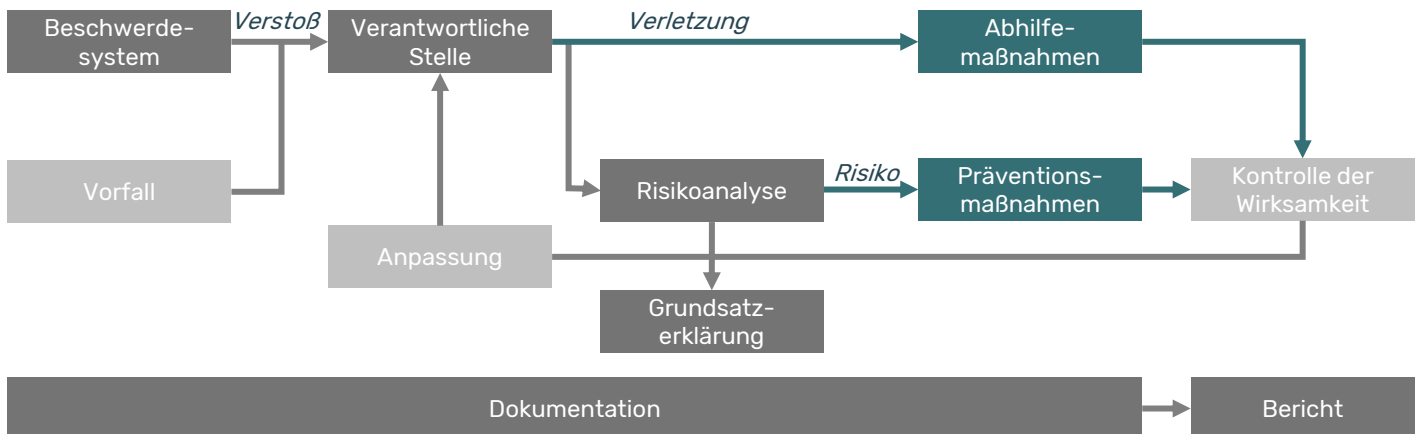 Beschwerde-
system
Verstoß
Verantwortliche
Stelle
Verletzung
Abhilfe-
maßnahmen
Vorfall
Risikoanalyse
Risiko
Präventions-
maßnahmen
Kontrolle der
Wirksamkeit
Anpassung
Grundsatz-
erklärung
Dokumentation
Bericht